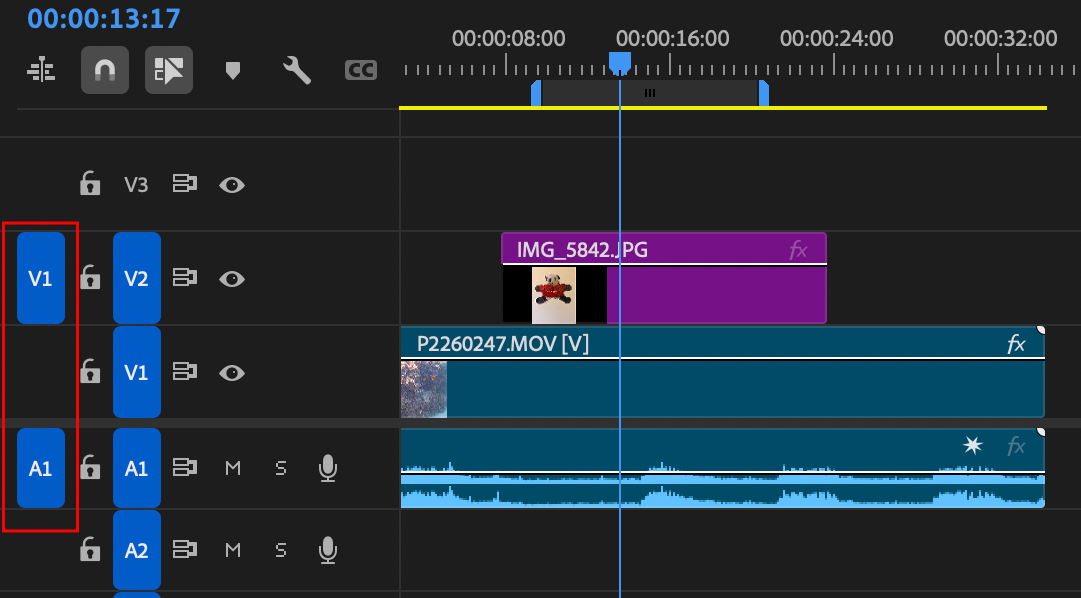 00:00:13:17
00:00:08:00 00:00:16:00 00:00:24:00 00:00:32:00
CC
V3
V1 V2 IMG_5842.JPG fx
V1 P2260247.MOV [V] fx
A1 A1 M S fx
A2 M S